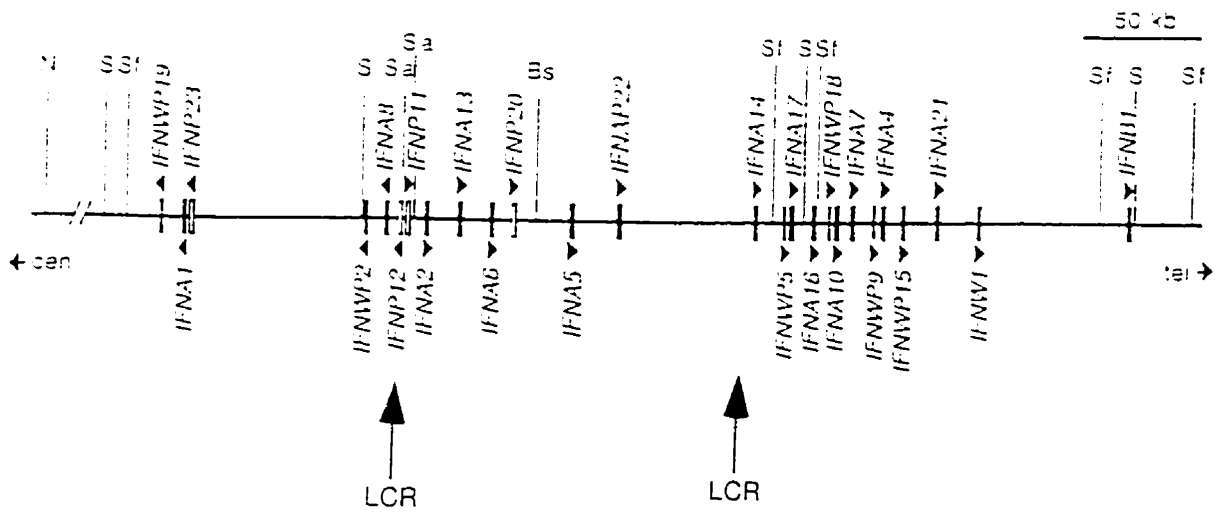 50 kb
N
S
Sf
IFNWP19
IFNP23
S
IFNA8
Sa
Sa
IFNP11
IFNA13
IFNP20
Bs
IFNAP22
IFNA14
Sf
IFNA17
S
Sf
IFNWP18
IFNA7
IFNA4
IFNA21
Sf
IFNB1
S
Sf
← cen
tel →
IFNA1
IFNWP2
IFNP12
IFNA2
IFNA6
IFNA5
IFNWP5
IFNA16
IFNA10
IFNWP9
IFNWP15
IFNW1
LCR
LCR